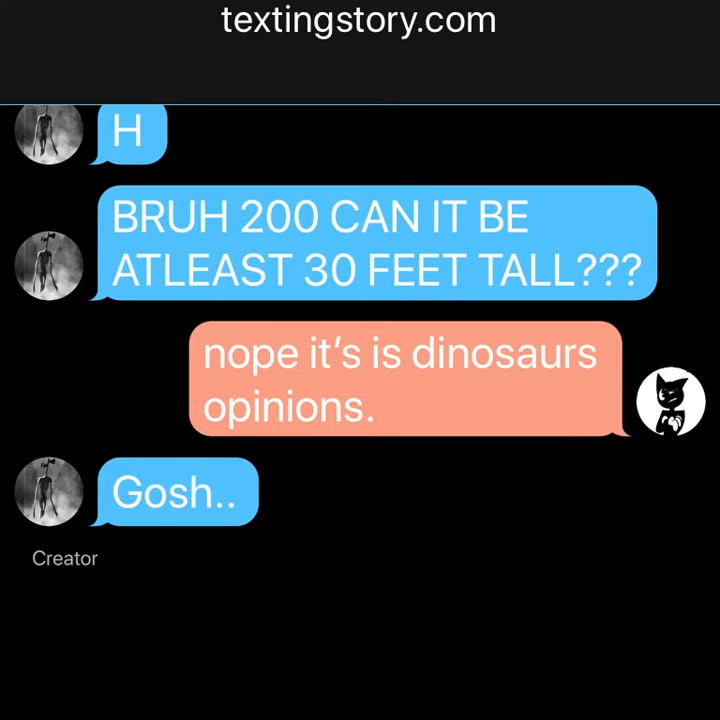 textingstory.com
H
BRUH 200 CAN IT BE
ATLEAST 30 FEET TALL???
nope it’s is dinosaurs
opinions.
Gosh..
Creator